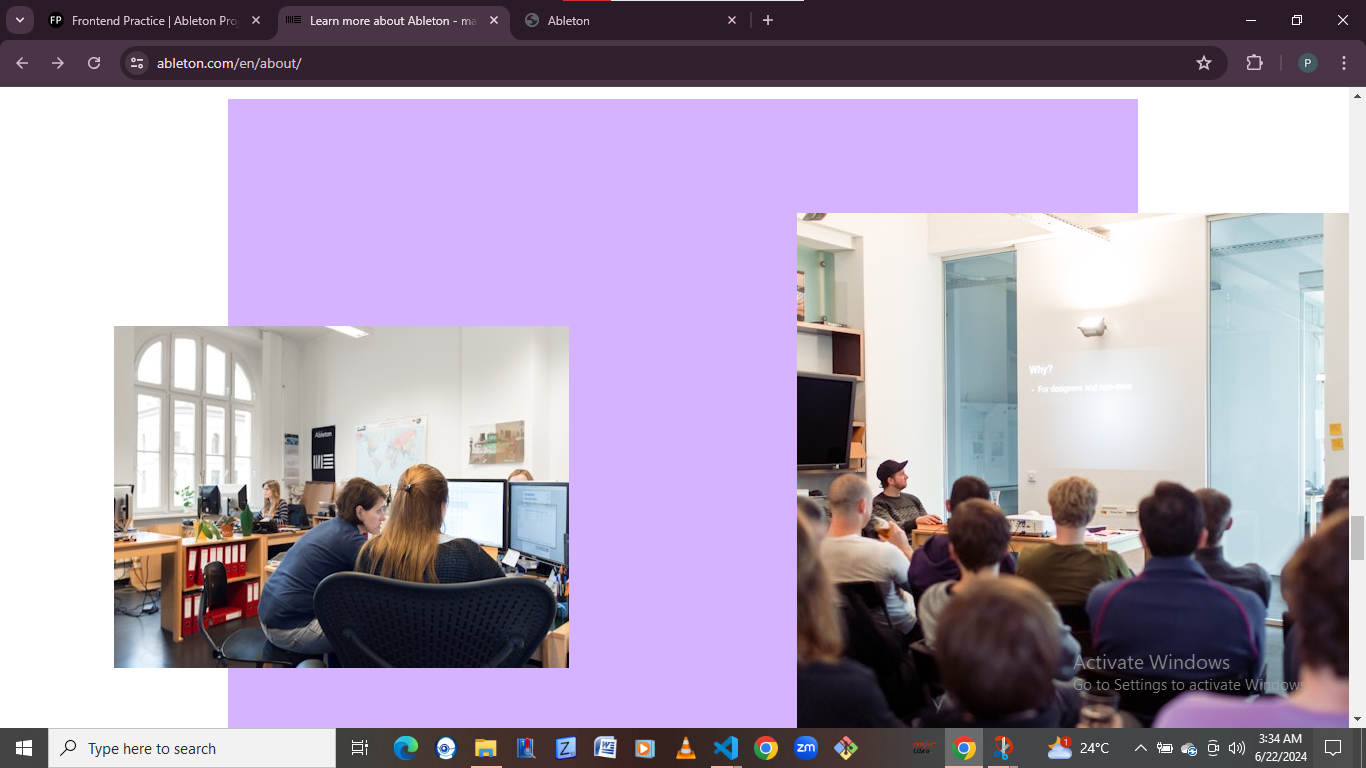 Frontend Practice | Ableton Pro
Learn more about Ableton - ma
Ableton
ableton.com/en/about/
P
Ableton
Why?
- For designers and non-devs
Activate Windows
Go to Settings to activate Windows.
Type here to search
24°C
3:34 AM
6/22/2024